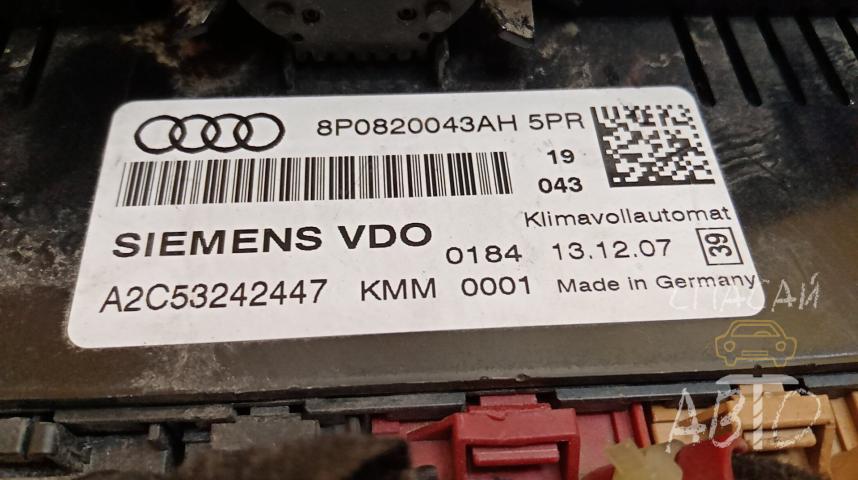 8P0820043AH 5PR
19
043
Klimavollautomat
SIEMENS VDO 0184 13.12.07 39
A2C53242447 KMM 0001 Made in Germany
СПАСАЙ
АВТО